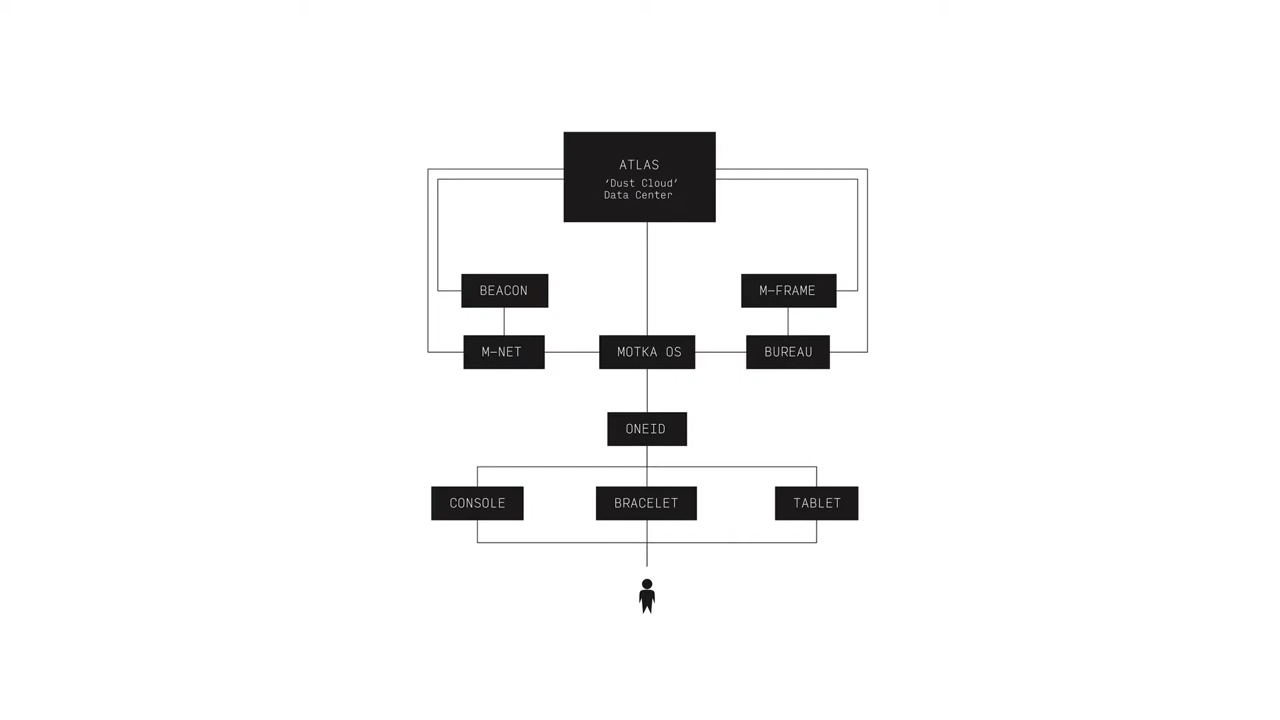 ATLAS
‘Dust Cloud’
Data Center
BEACON
M-FRAME
M-NET
MOTKA OS
BUREAU
ONEID
CONSOLE
BRACELET
TABLET